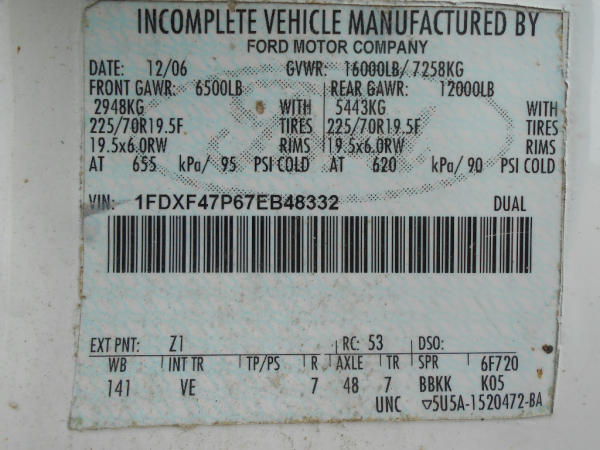 INCOMPLETE VEHICLE MANUFACTURED BY
FORD MOTOR COMPANY
DATE: 12/06 GVWR: 16000LB/ 7258KG
FRONT GAWR: 6500LB REAR GAWR: 12000LB
2948KG WITH 5443KG WITH
225/70R19.5F TIRES 225/70R19.5F TIRES
19.5x6.0RW RIMS 19.5x6.0RW RIMS
AT 655 kPa/ 95 PSI COLD AT 620 kPa/ 90 PSI COLD
VIN: 1FDXF47P67EB48332 DUAL
EXT PNT: Z1 RC: 53 DSO:
WB INT TR TP/PS R AXLE TR SPR 6F720
141 VE 7 48 7 BBKK K05
UNC ▽5U5A-1520472-BA